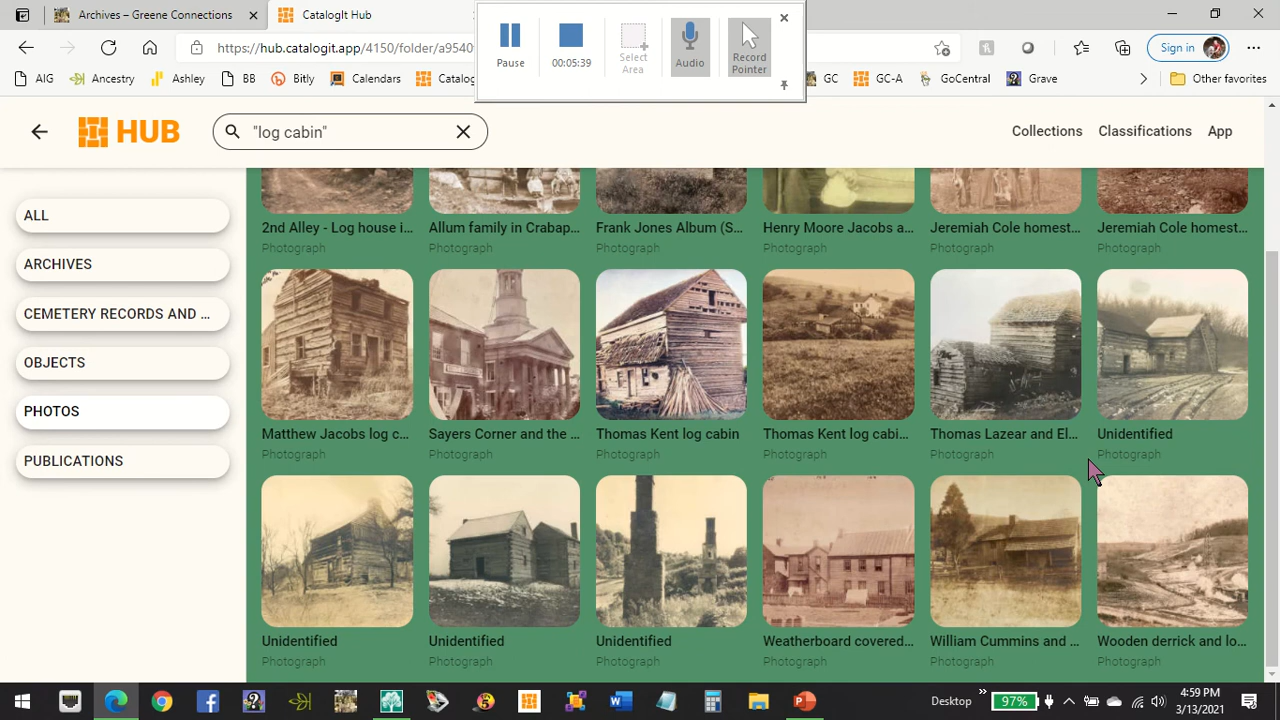 Archives – Greene Connections
CatalogIt Hub
Pause
00:05:39
Select
Area
Audio
Record
Pointer
https://hub.catalogit.app/4150/folder/a9540
Sign in
AIG
Ancestry
Ashley
BB
Bitly
Calendars
Catalog
GC
GC-A
GoCentral
Grave
Other favorites
HUB
"log cabin"
Collections
Classifications
App
ALL
ARCHIVES
CEMETERY RECORDS AND ...
OBJECTS
PHOTOS
PUBLICATIONS
2nd Alley - Log house i...
Photograph
Allum family in Crabap...
Photograph
Frank Jones Album (S...
Photograph
Henry Moore Jacobs a...
Photograph
Jeremiah Cole homest...
Photograph
Jeremiah Cole homest...
Photograph
Matthew Jacobs log c...
Photograph
Sayers Corner and the ...
Photograph
Thomas Kent log cabin
Photograph
Thomas Kent log cabi...
Photograph
Thomas Lazear and El...
Photograph
Unidentified
Photograph
Unidentified
Photograph
Unidentified
Photograph
Unidentified
Photograph
Weatherboard covered...
Photograph
William Cummins and ...
Photograph
Wooden derrick and lo...
Photograph
Desktop
97%
4:59 PM
3/13/2021